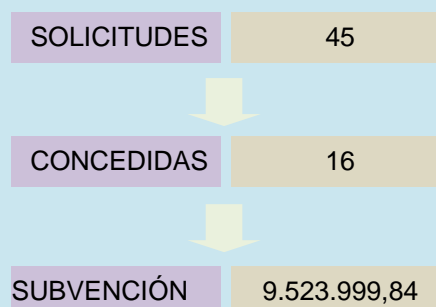 SOLICITUDES 45
CONCEDIDAS 16
SUBVENCIÓN 9.523.999,84